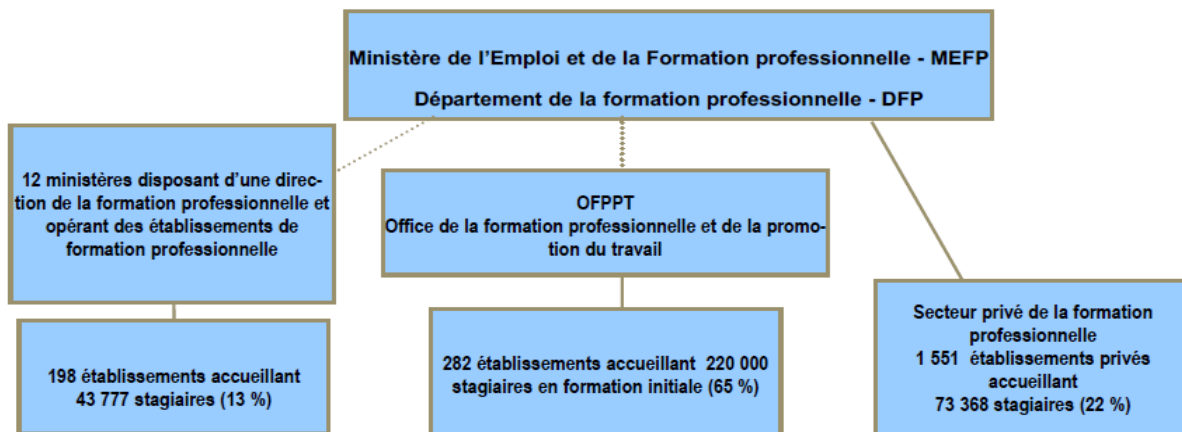 Ministère de l'Emploi et de la Formation professionnelle - MEFP
Département de la formation professionnelle - DFP
12 ministères disposant d'une direc-
tion de la formation professionnelle et
opérant des établissements de
formation professionnelle
OFPPT
Office de la formation professionnelle et de la promo-
tion du travail
198 établissements accueillant
43 777 stagiaires (13 %)
282 établissements accueillant 220 000
stagiaires en formation initiale (65 %)
Secteur privé de la formation
professionnelle
1 551 établissements privés
accueillant
73 368 stagiaires (22 %)